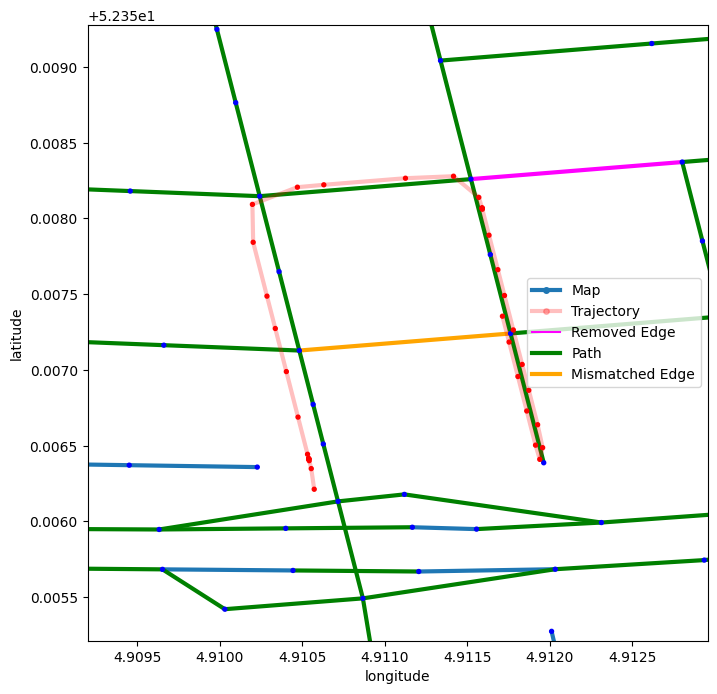 +5.235e1
0.0090
0.0085
0.0080
0.0075
0.0070
0.0065
0.0060
0.0055
latitude
Map
Trajectory
Removed Edge
Path
Mismatched Edge
4.9095
4.9100
4.9105
4.9110
4.9115
4.9120
4.9125
longitude